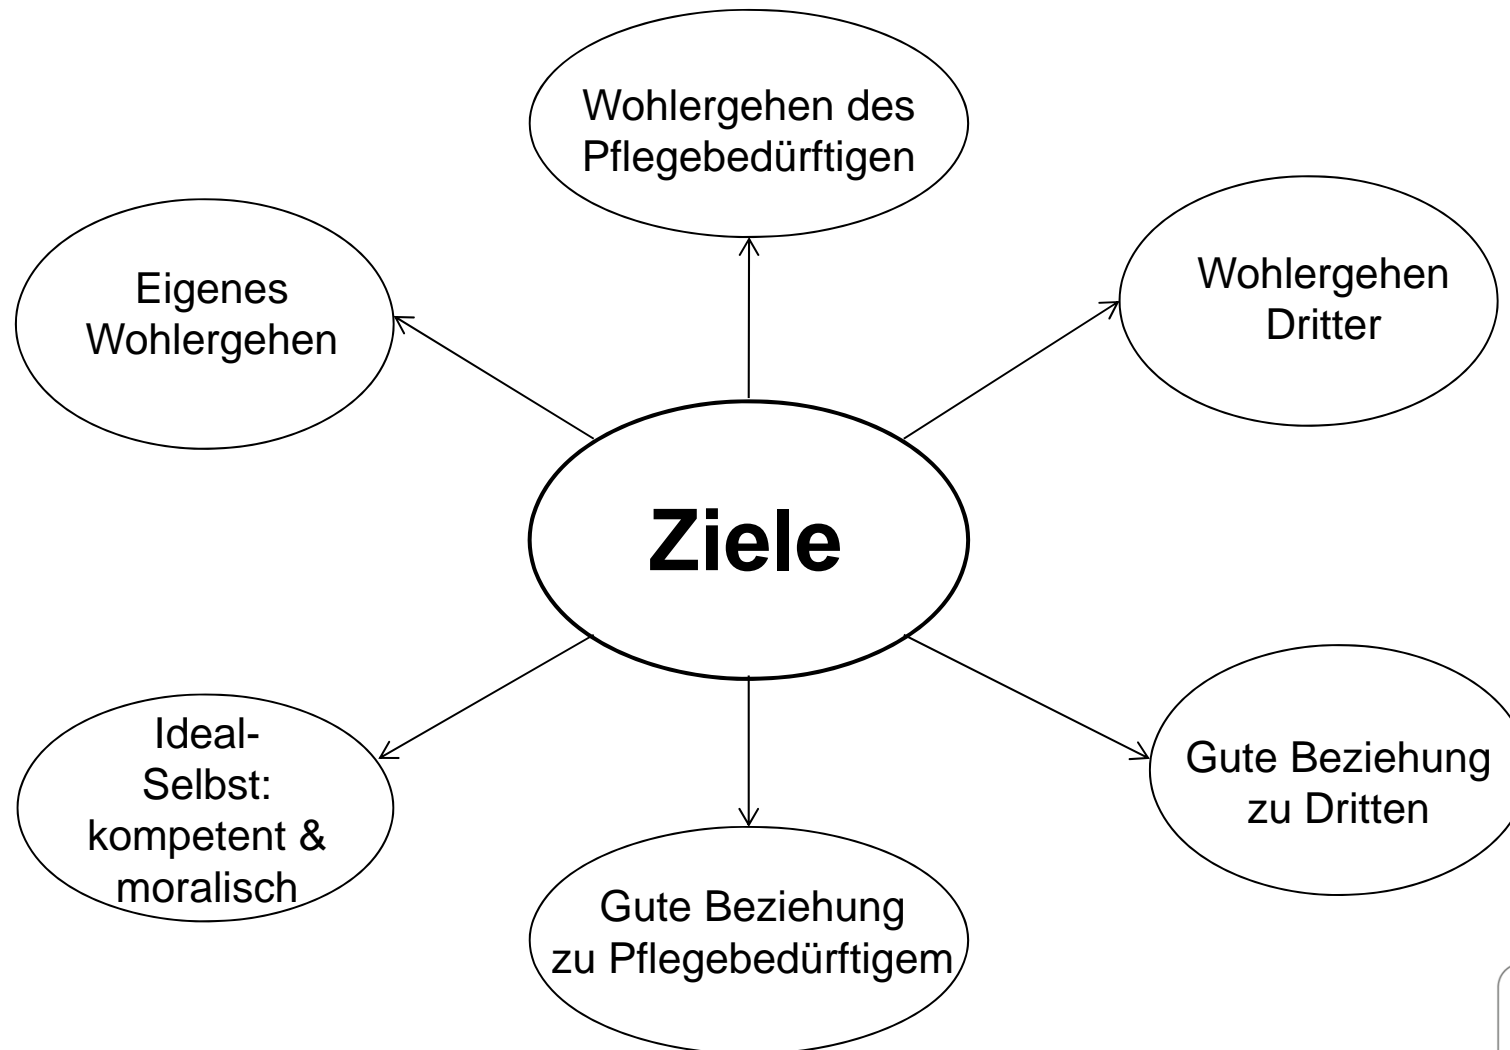 Wohlergehen des
Pflegebedürftigen
Eigenes
Wohlergehen
Wohlergehen
Dritter
Ziele
Ideal-
Selbst:
kompetent &
moralisch
Gute Beziehung
zu Pflegebedürftigem
Gute Beziehung
zu Dritten